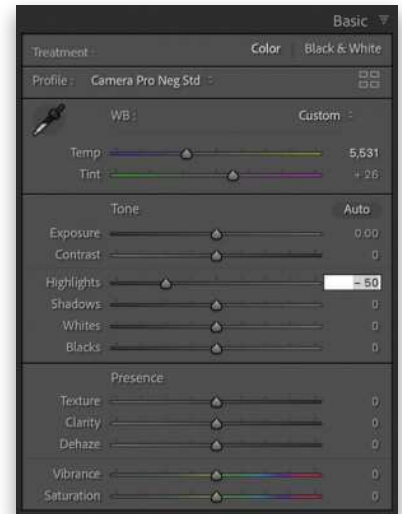 Basic
Treatment : Color Black & White
Profile : Camera Pro Neg Std
WB : Custom
Temp 5,531
Tint + 26
Tone Auto
Exposure 0.00
Contrast 0
Highlights - 50
Shadows 0
Whites 0
Blacks 0
Presence
Texture 0
Clarity 0
Dehaze 0
Vibrance 0
Saturation 0